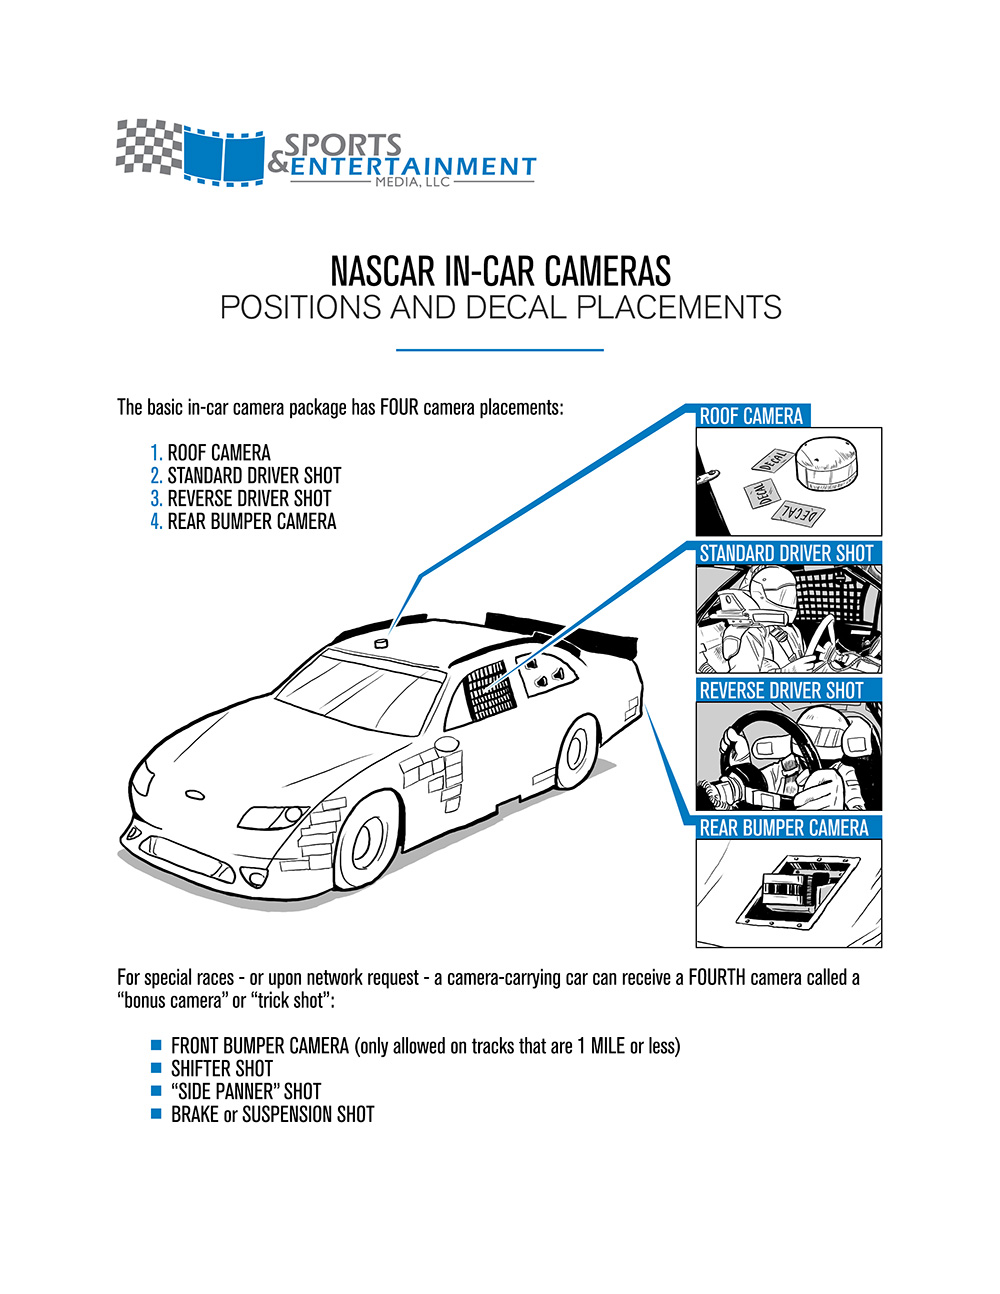 SPORTS
&ENTERTAINMENT
MEDIA, LLC
NASCAR IN-CAR CAMERAS
POSITIONS AND DECAL PLACEMENTS
The basic in-car camera package has FOUR camera placements:
1. ROOF CAMERA
2. STANDARD DRIVER SHOT
3. REVERSE DRIVER SHOT
4. REAR BUMPER CAMERA
ROOF CAMERA
DECAL
DECAL
DECAL
STANDARD DRIVER SHOT
REVERSE DRIVER SHOT
REAR BUMPER CAMERA
For special races - or upon network request - a camera-carrying car can receive a FOURTH camera called a
“bonus camera” or “trick shot”:
FRONT BUMPER CAMERA (only allowed on tracks that are 1 MILE or less)
SHIFTER SHOT
“SIDE PANNER” SHOT
BRAKE or SUSPENSION SHOT